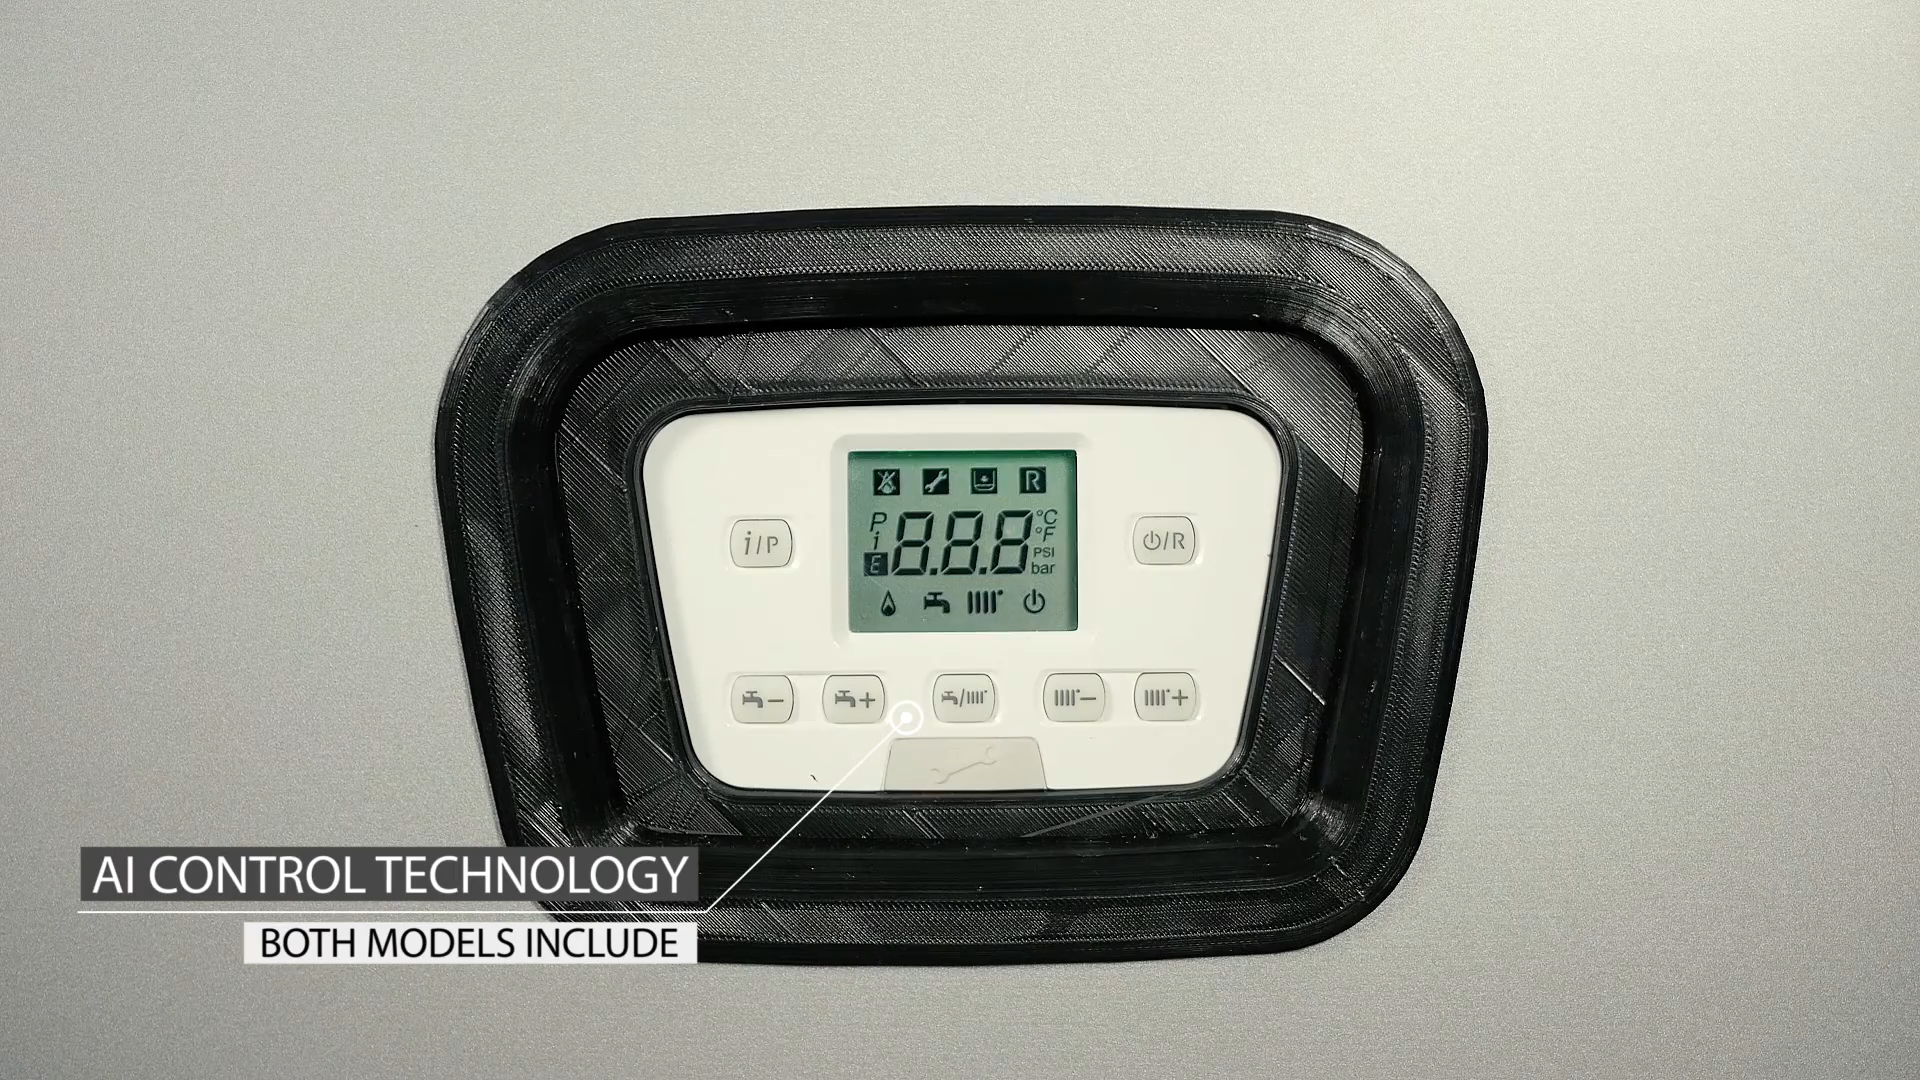 R
P
i
E
8.8.8
°C
°F
PSI
bar
i/P
/R
-
+
/
-
+
AI CONTROL TECHNOLOGY
BOTH MODELS INCLUDE